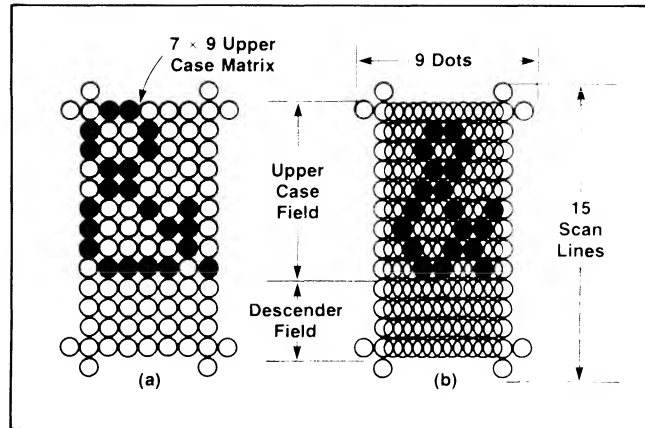 7 × 9 Upper
Case Matrix
9 Dots
Upper
Case
Field
15
Scan
Lines
Descender
Field
(a)
(b)